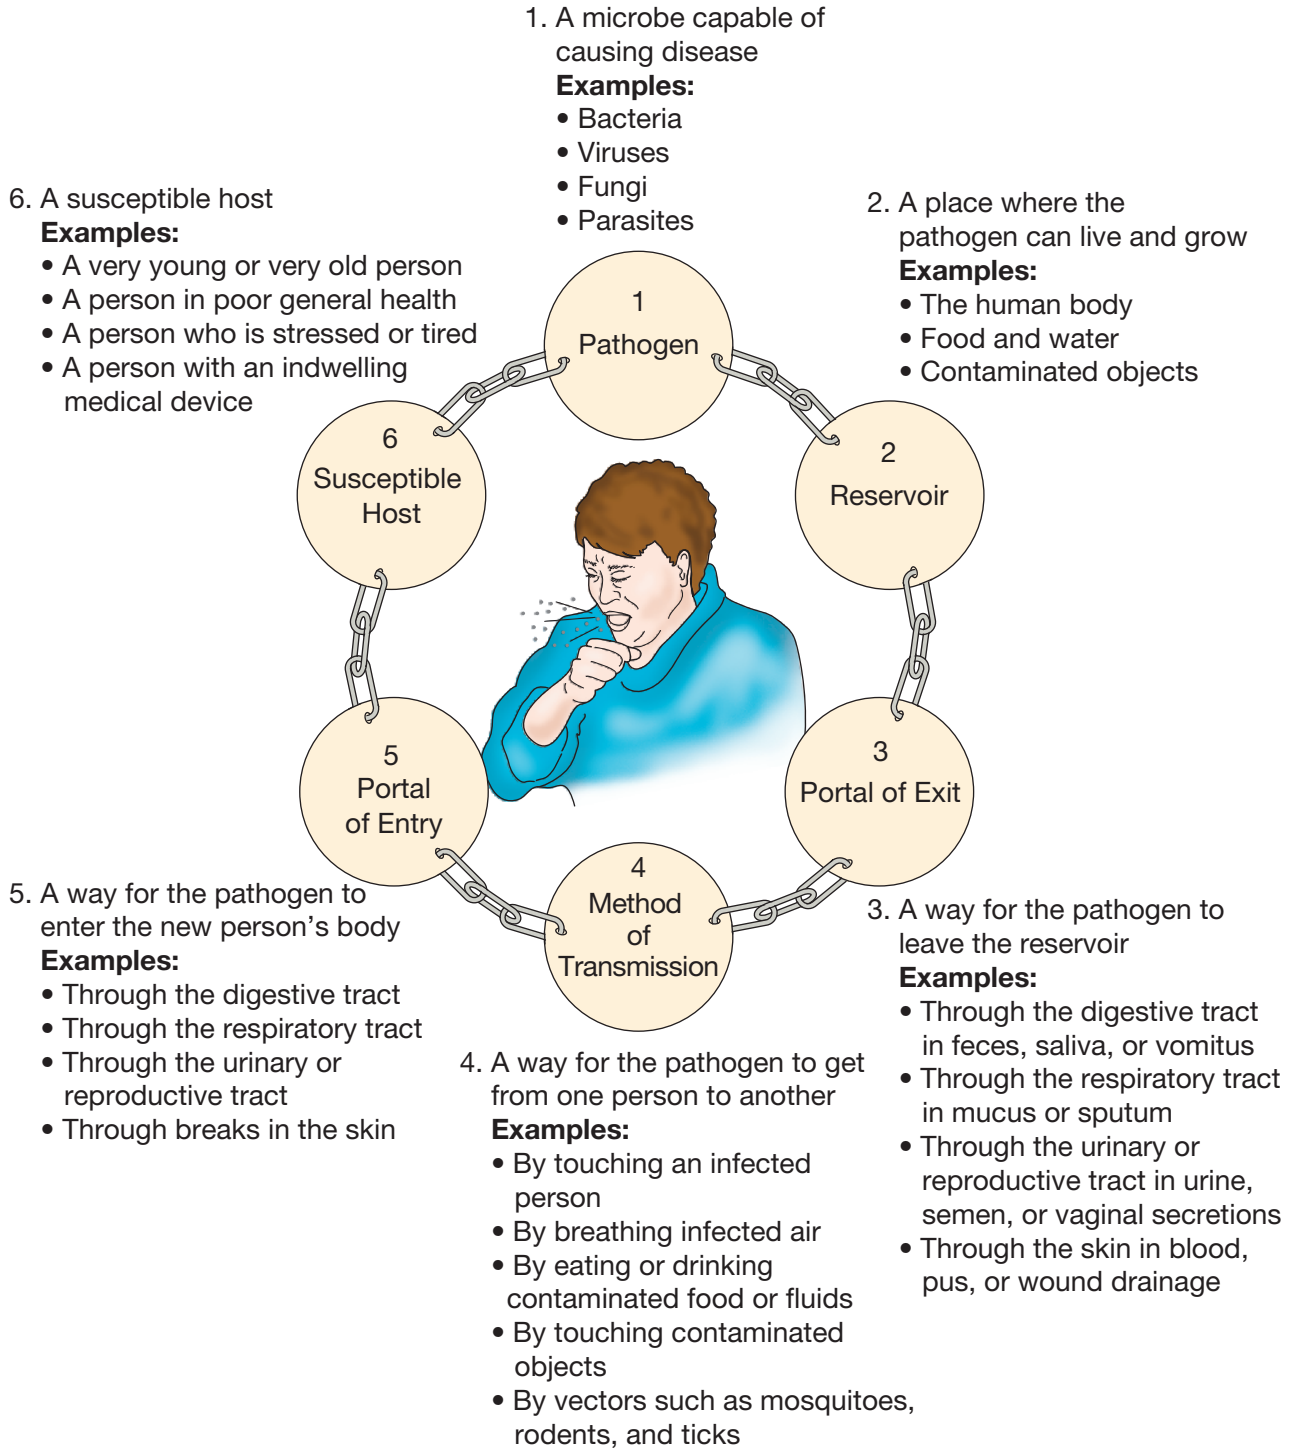 1. A microbe capable of
causing disease
Examples:
• Bacteria
• Viruses
• Fungi
• Parasites
2. A place where the
pathogen can live and grow
Examples:
• The human body
• Food and water
• Contaminated objects
3. A way for the pathogen to
leave the reservoir
Examples:
• Through the digestive tract
in feces, saliva, or vomitus
• Through the respiratory tract
in mucus or sputum
• Through the urinary or
reproductive tract in urine,
semen, or vaginal secretions
• Through the skin in blood,
pus, or wound drainage
4. A way for the pathogen to get
from one person to another
Examples:
• By touching an infected
person
• By breathing infected air
• By eating or drinking
contaminated food or fluids
• By touching contaminated
objects
• By vectors such as mosquitoes,
rodents, and ticks
5. A way for the pathogen to
enter the new person’s body
Examples:
• Through the digestive tract
• Through the respiratory tract
• Through the urinary or
reproductive tract
• Through breaks in the skin
6. A susceptible host
Examples:
• A very young or very old person
• A person in poor general health
• A person who is stressed or tired
• A person with an indwelling
medical device
1
Pathogen
2
Reservoir
3
Portal of Exit
4
Method
of
Transmission
5
Portal
of Entry
6
Susceptible
Host